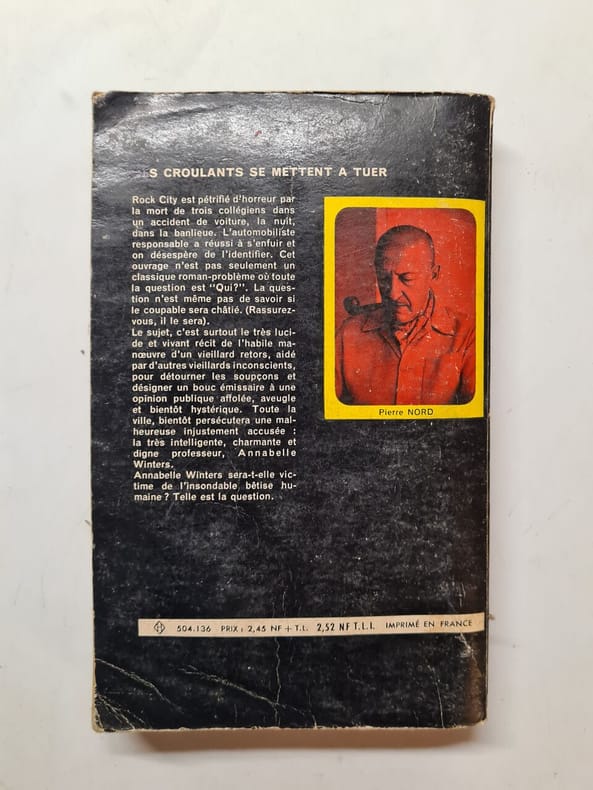 S CROULANTS SE METTENT A TUER
Rock City est pétrifié d'horreur par
la mort de trois collégiens dans
un accident de voiture, la nuit,
dans la banlieue. L'automobiliste
responsable a réussi à s'enfuir et
on désespère de l'identifier. Cet
ouvrage n'est pas seulement un
classique roman-problème où toute
la question est "Qui?". La ques-
tion n'est même pas de savoir si
le coupable sera châtié. (Rassurez-
vous, il le sera).
Le sujet, c'est surtout le très luci-
de et vivant récit de l'habile ma-
nœuvre d'un vieillard retors, aidé
par d'autres vieillards inconscients,
pour détourner les soupçons et
désigner un bouc émissaire à une
opinion publique affolée, aveugle
et bientôt hystérique. Toute la
ville, bientôt persécutera une mal-
heureuse injustement accusée :
la très intelligente, charmante et
digne professeur, Annabelle
Winters.
Annabelle Winters sera-t-elle vic-
time de l'insondable bêtise hu-
maine ? Telle est la question.
Pierre NORD
504.136 PRIX : 2,45 NF + T.L. 2,52 NF T.L.I. IMPRIMÉ EN FRANCE